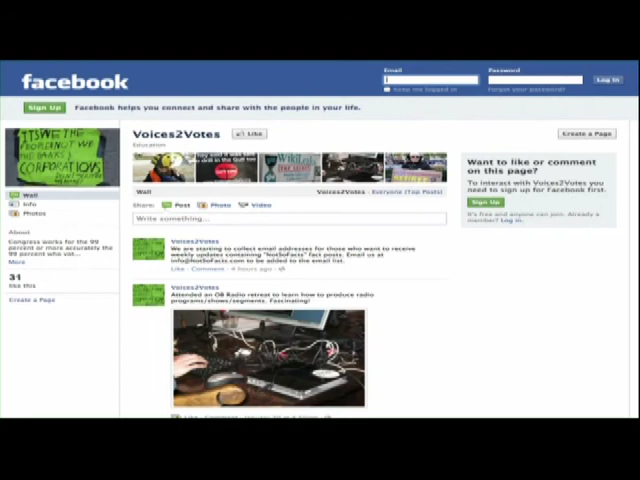 facebook
Email
Password
Keep me logged in
Forgot your password?
Log In
Sign Up
Facebook helps you connect and share with the people in your life.
Voices2Votes
Like
Create a Page
Education
CORPORATIONS
Wall
Info
Photos
About
Congress works for the 99
percent or more accurately the
99 percent who vot...
More
31
like this
Create a Page
Wall
Voices2Votes · Everyone (Top Posts)
Share:
Post
Photo
Video
Write something...
Voices2Votes
We are starting to collect email addresses for those who want to receive
weekly updates containing "NotSoFacts" fact posts. Email us at
info@NotSoFacts.com to be added to the email list.
Like · Comment · 4 hours ago ·
Voices2Votes
Attended an OB Radio retreat to learn how to produce radio
programs/shows/segments. Fascinating!
Want to like or comment
on this page?
To interact with Voices2Votes you
need to sign up for Facebook first.
Sign Up
It's free and anyone can join. Already a
member? Log in.